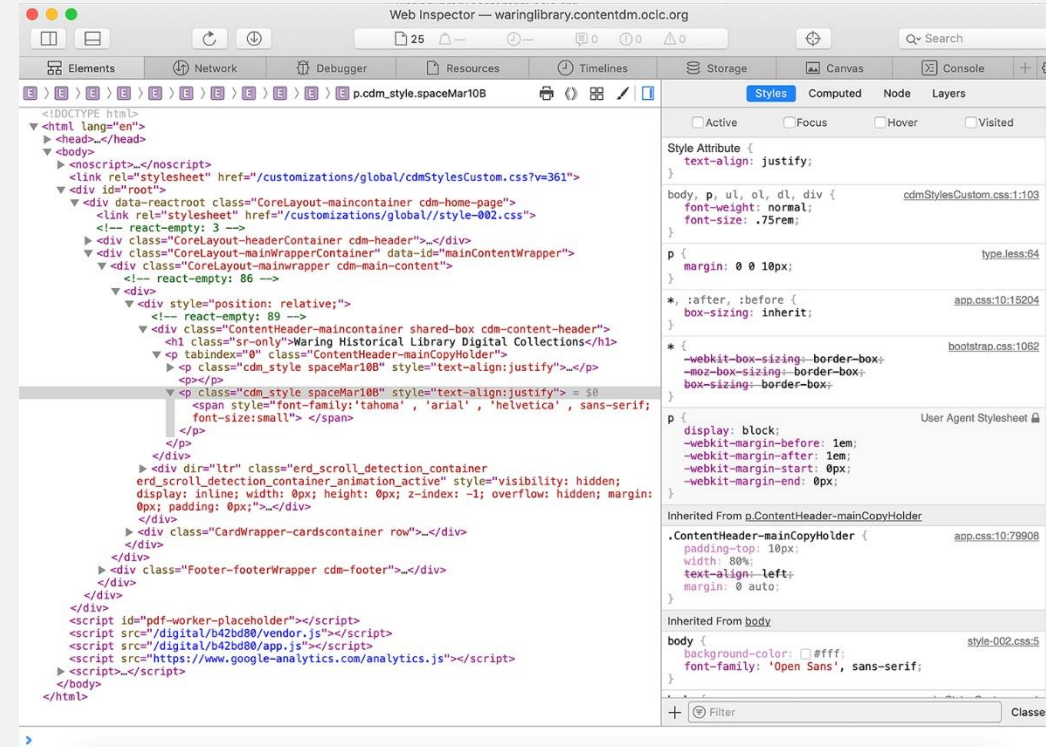 Web Inspector — waringlibrary.contentdm.oclc.org
25 — — 0 0 0 Search
Elements Network Debugger Resources Timelines Storage Canvas Console +
E E E E E E E E E E p.cdm_style.spaceMar10B
<!DOCTYPE html>
<html lang="en">
<head>…</head>
<body>
<noscript>…</noscript>
<link rel="stylesheet" href="/customizations/global/cdmStylesCustom.css?v=361">
<div id="root">
<div data-reactroot class="CoreLayout-maincontainer cdm-home-page">
<link rel="stylesheet" href="/customizations/global//style-002.css">
<!-- react-empty: 3 -->
<div class="CoreLayout-headerContainer cdm-header">…</div>
<div class="CoreLayout-mainWrapperContainer" data-id="mainContentWrapper">
<div class="CoreLayout-mainwrapper cdm-main-content">
<!-- react-empty: 86 -->
<div>
<div style="position: relative;">
<!-- react-empty: 89 -->
<div class="ContentHeader-maincontainer shared-box cdm-content-header">
<h1 class="sr-only">Waring Historical Library Digital Collections</h1>
<p tabindex="0" class="ContentHeader-mainCopyHolder">
<p class="cdm_style spaceMar10B" style="text-align:justify">…</p>
<p></p>
<p class="cdm_style spaceMar10B" style="text-align:justify"> = $0
<span style="font-family:'tahoma' , 'arial' , 'helvetica' , sans-serif;
font-size:small"> </span>
</p>
</p>
</div>
<div dir="ltr" class="erd_scroll_detection_container
erd_scroll_detection_container_animation_active" style="visibility: hidden;
display: inline; width: 0px; height: 0px; z-index: -1; overflow: hidden; margin:
0px; padding: 0px;">…</div>
</div>
<div class="CardWrapper-cardscontainer row">…</div>
</div>
</div>
<div class="Footer-footerWrapper cdm-footer">…</div>
</div>
</div>
</div>
<script id="pdf-worker-placeholder"></script>
<script src="/digital/b42bd80/vendor.js"></script>
<script src="/digital/b42bd80/app.js"></script>
<script src="https://www.google-analytics.com/analytics.js"></script>
<script>…</script>
</body>
</html>
Styles Computed Node Layers
Active Focus Hover Visited
Style Attribute {
text-align: justify;
}
body, p, ul, ol, dl, div { cdmStylesCustom.css:1:103
font-weight: normal;
font-size: .75rem;
}
p { type.less:64
margin: 0 0 10px;
}
*, :after, :before { app.css:10:15204
box-sizing: inherit;
}
* { bootstrap.css:1062
-webkit-box-sizing: border-box;
-moz-box-sizing: border-box;
box-sizing: border-box;
}
p { User Agent Stylesheet
display: block;
-webkit-margin-before: 1em;
-webkit-margin-after: 1em;
-webkit-margin-start: 0px;
-webkit-margin-end: 0px;
}
Inherited From p.ContentHeader-mainCopyHolder
.ContentHeader-mainCopyHolder { app.css:10:79908
padding-top: 10px;
width: 80%;
text-align: left;
margin: 0 auto;
}
Inherited From body
body { style-002.css:5
background-color: #fff;
font-family: 'Open Sans', sans-serif;
}
+ Filter Classe
>